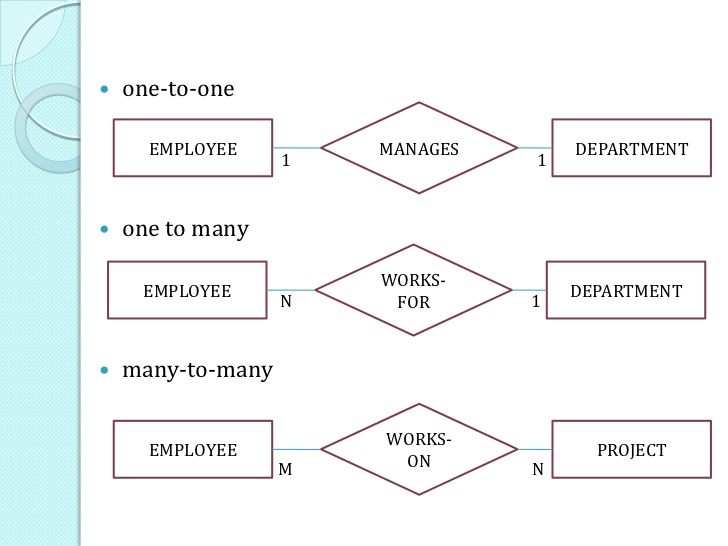 one-to-one
EMPLOYEE
MANAGES
DEPARTMENT
1
1
one to many
EMPLOYEE
WORKS-
FOR
DEPARTMENT
N
1
many-to-many
EMPLOYEE
WORKS-
ON
PROJECT
M
N